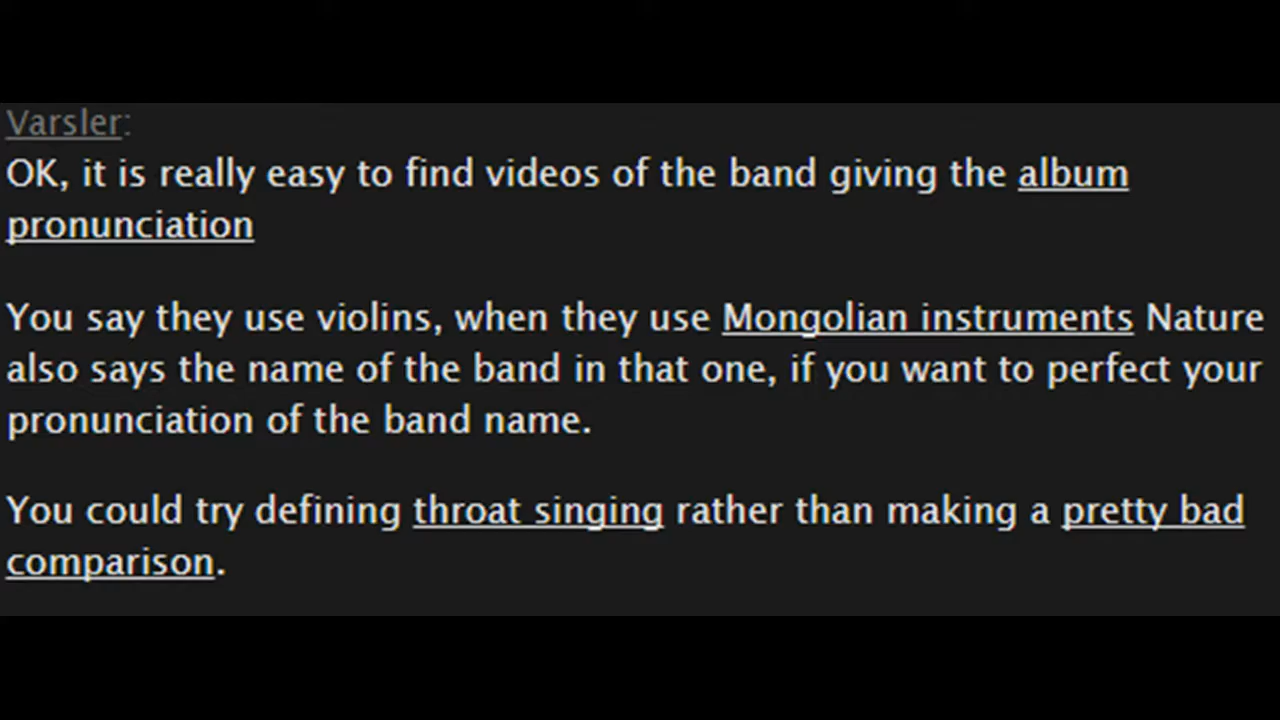 Varsler:
OK, it is really easy to find videos of the band giving the album
pronunciation
You say they use violins, when they use Mongolian instruments Nature
also says the name of the band in that one, if you want to perfect your
pronunciation of the band name.
You could try defining throat singing rather than making a pretty bad
comparison.